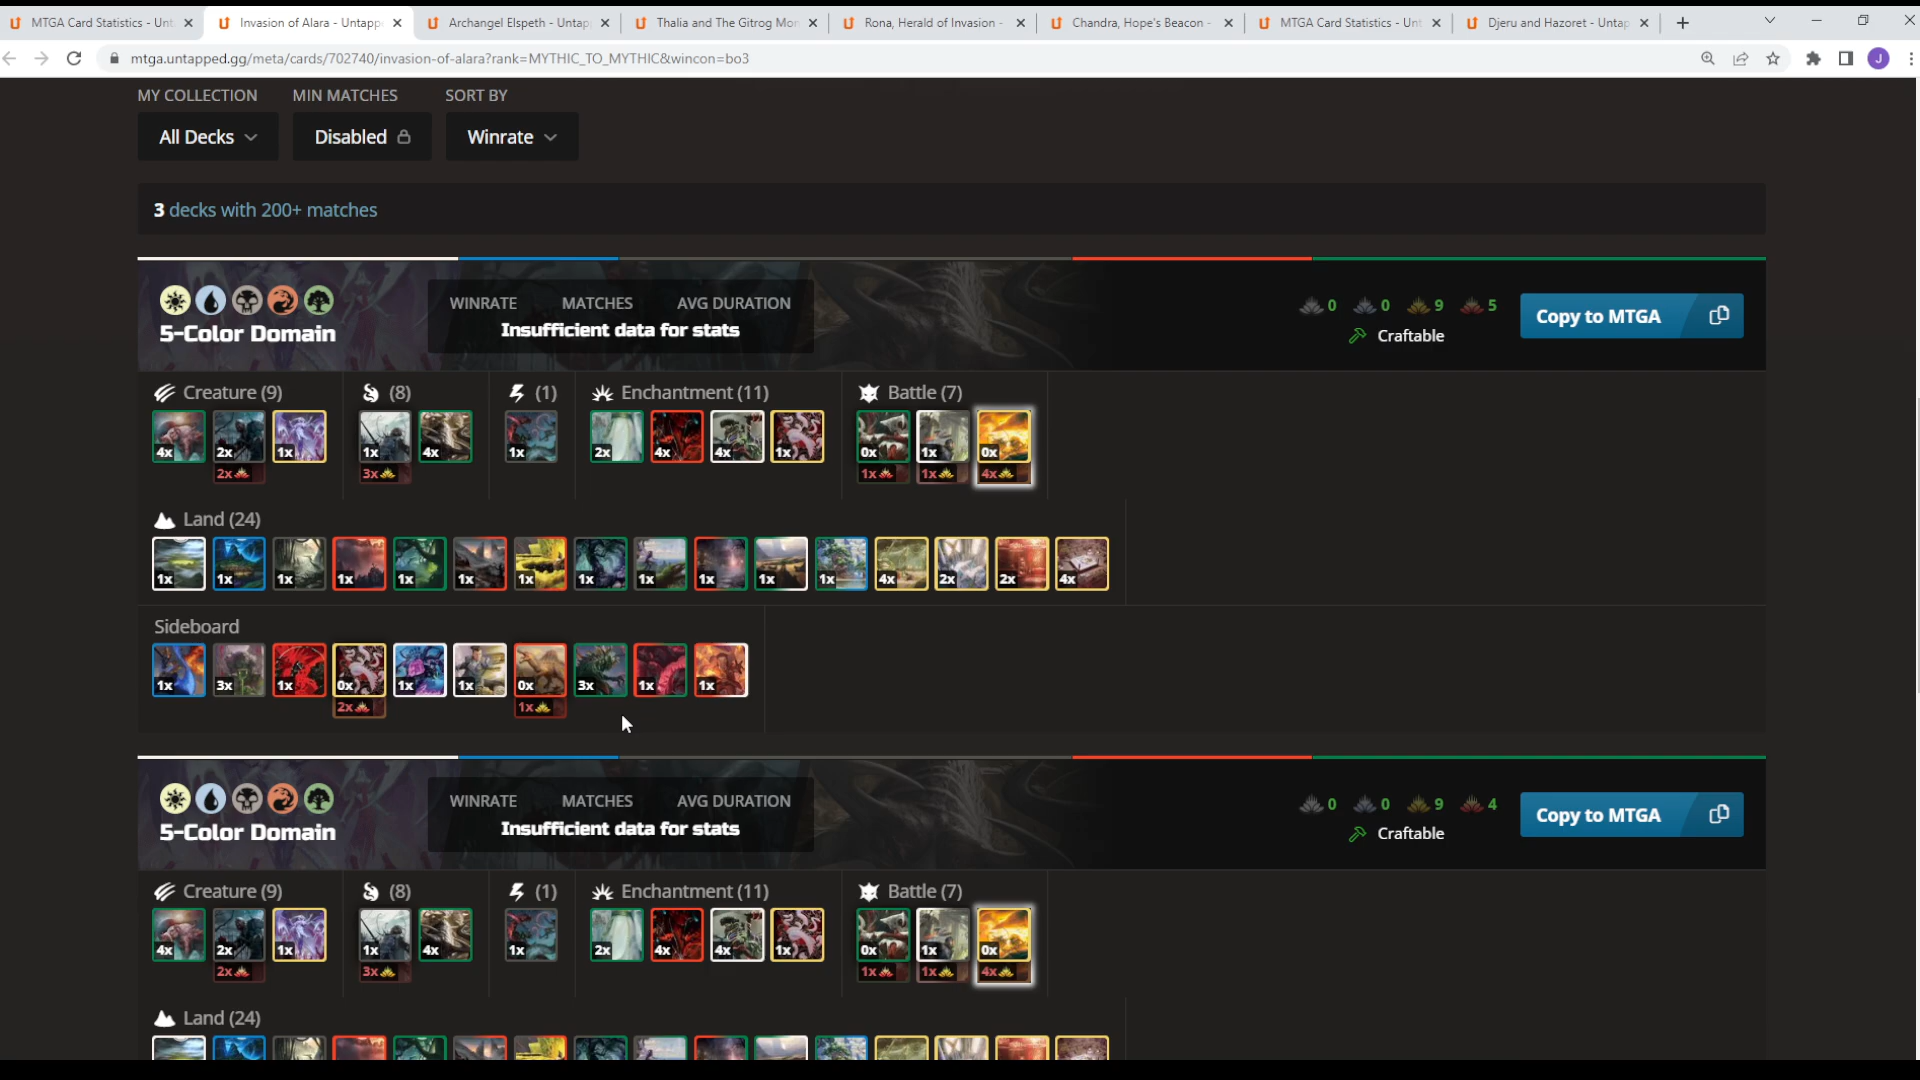 MTGA Card Statistics - Unt
Invasion of Alara - Untapp
Archangel Elspeth - Untap
Thalia and The Gitrog Mon
Rona, Herald of Invasion -
Chandra, Hope's Beacon -
MTGA Card Statistics - Unt
Djeru and Hazoret - Untap
mtga.untapped.gg/meta/cards/702740/invasion-of-alara?rank=MYTHIC_TO_MYTHIC&wincon=bo3
J
MY COLLECTION MIN MATCHES SORT BY
All Decks Disabled Winrate
3 decks with 200+ matches
5-Color Domain
WINRATE MATCHES AVG DURATION
Insufficient data for stats
0 0 9 5
Craftable
Copy to MTGA
Creature (9) (8) (1) Enchantment (11) Battle (7)
4x 2x 1x 1x 4x 1x 2x 4x 4x 1x 0x 1x 0x
2x 3x 1x 1x 4x
Land (24)
1x 1x 1x 1x 1x 1x 1x 1x 1x 1x 1x 1x 4x 2x 2x 4x
Sideboard
1x 3x 1x 0x 1x 1x 0x 3x 1x 1x
2x 1x
5-Color Domain
WINRATE MATCHES AVG DURATION
Insufficient data for stats
0 0 9 4
Craftable
Copy to MTGA
Creature (9) (8) (1) Enchantment (11) Battle (7)
4x 2x 1x 1x 4x 1x 2x 4x 4x 1x 0x 1x 0x
2x 3x 1x 1x 4x
Land (24)